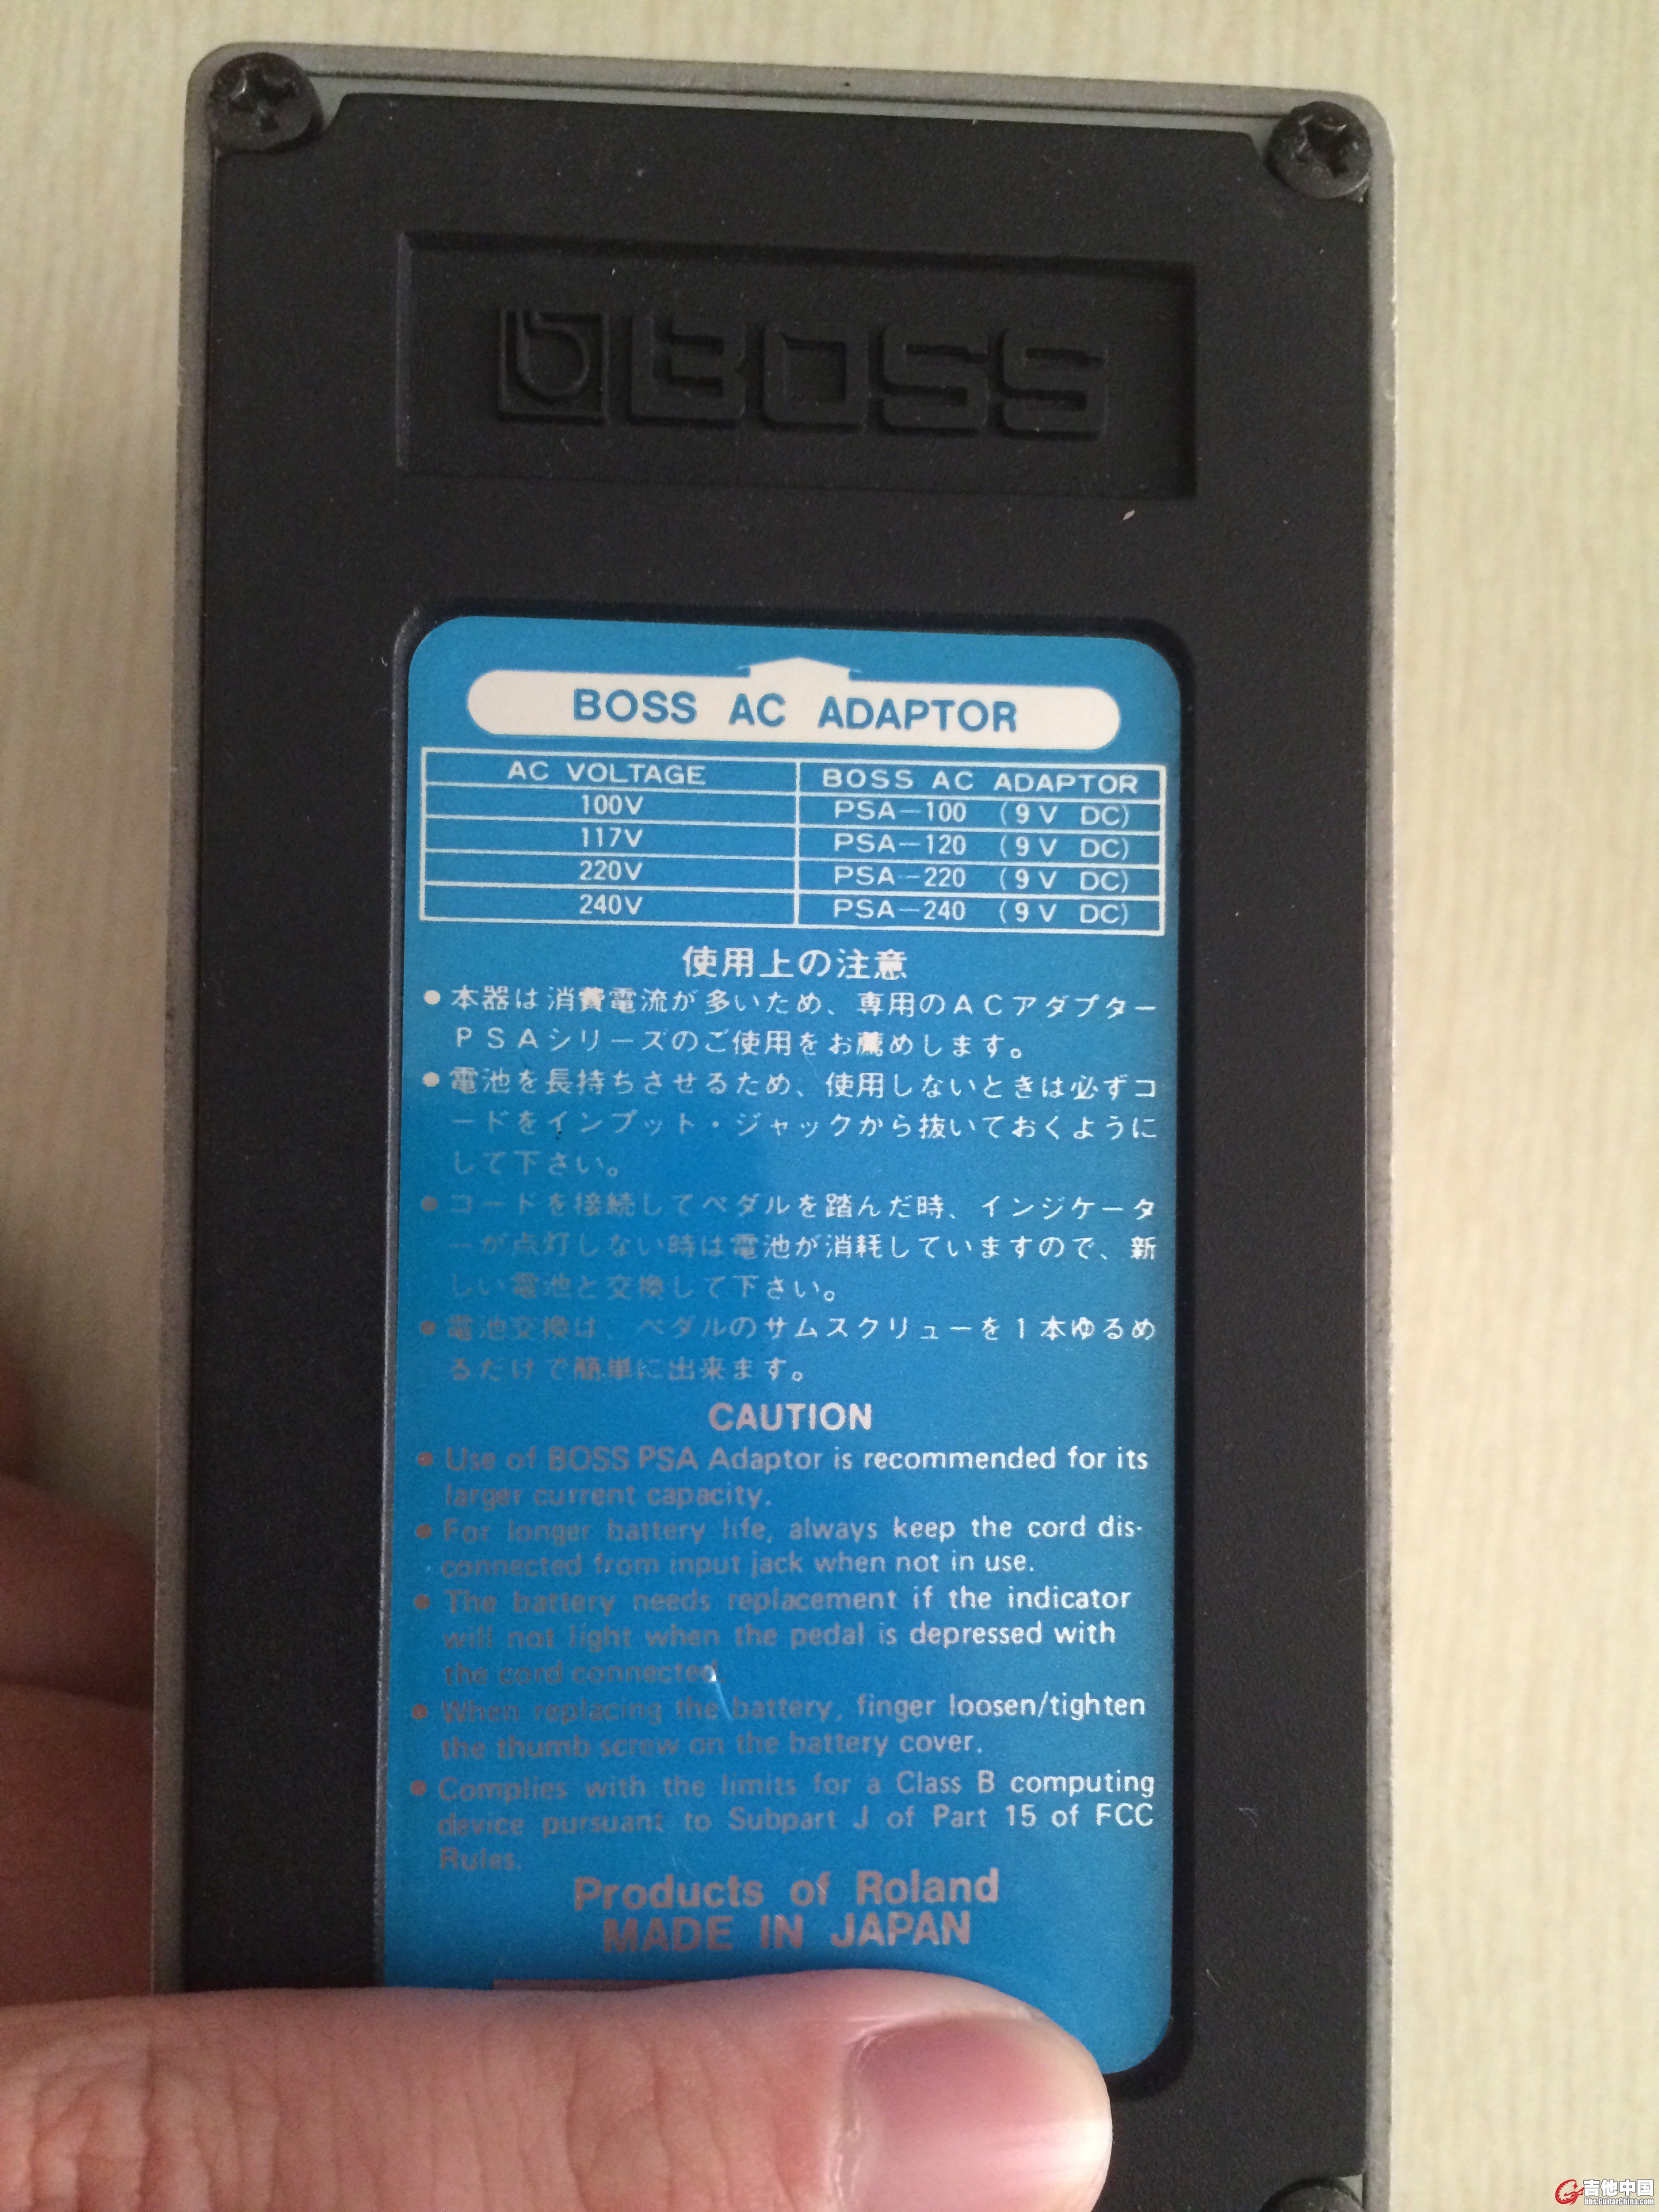 BOSS
BOSS AC ADAPTOR
AC VOLTAGE BOSS AC ADAPTOR
100V PSA-100 (9V DC)
117V PSA-120 (9V DC)
220V PSA-220 (9V DC)
240V PSA-240 (9V DC)
使用上の注意
●本器は消費電流が多いため、専用のACアダプター
PSAシリーズのご使用をお薦めします。
●電池を長持ちさせるため、使用しないときは必ずコ
ードをインプット・ジャックから抜いておくように
して下さい。
●コードを接続してペダルを踏んだ時、インジケータ
ーが点灯しない時は電池が消耗していますので、新
しい電池と交換して下さい。
●電池交換は、ペダルのサムスクリューを1本ゆるめ
るだけで簡単に出来ます。
CAUTION
● Use of BOSS PSA Adaptor is recommended for its
larger current capacity.
● For longer battery life, always keep the cord dis-
connected from input jack when not in use.
● The battery needs replacement if the indicator
will not light when the pedal is depressed with
the cord connected
● When replacing the battery, finger loosen/tighten
the thumb screw on the battery cover.
● Complies with the limits for a Class B computing
device pursuant to Subpart J of Part 15 of FCC
Rules.
Products of Roland
MADE IN JAPAN
吉他中国
bbs.GuitarChina.com